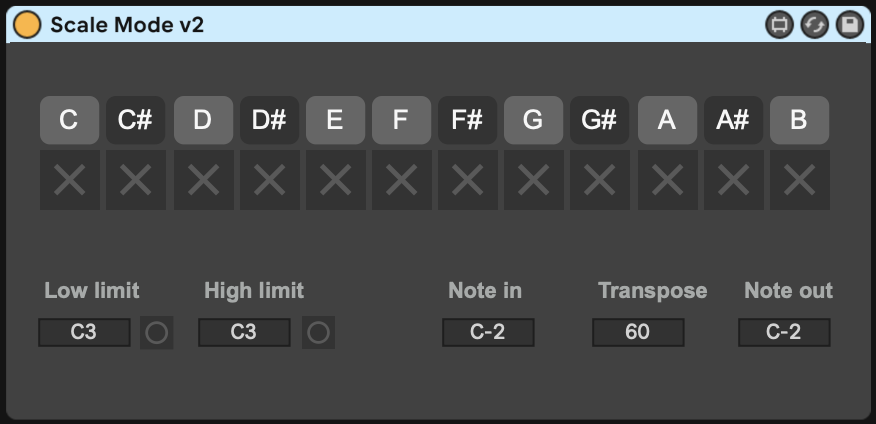 Scale Mode v2
C C# D D# E F F# G G# A A# B
Low limit High limit Note in Transpose Note out
C3 C3 C-2 60 C-2